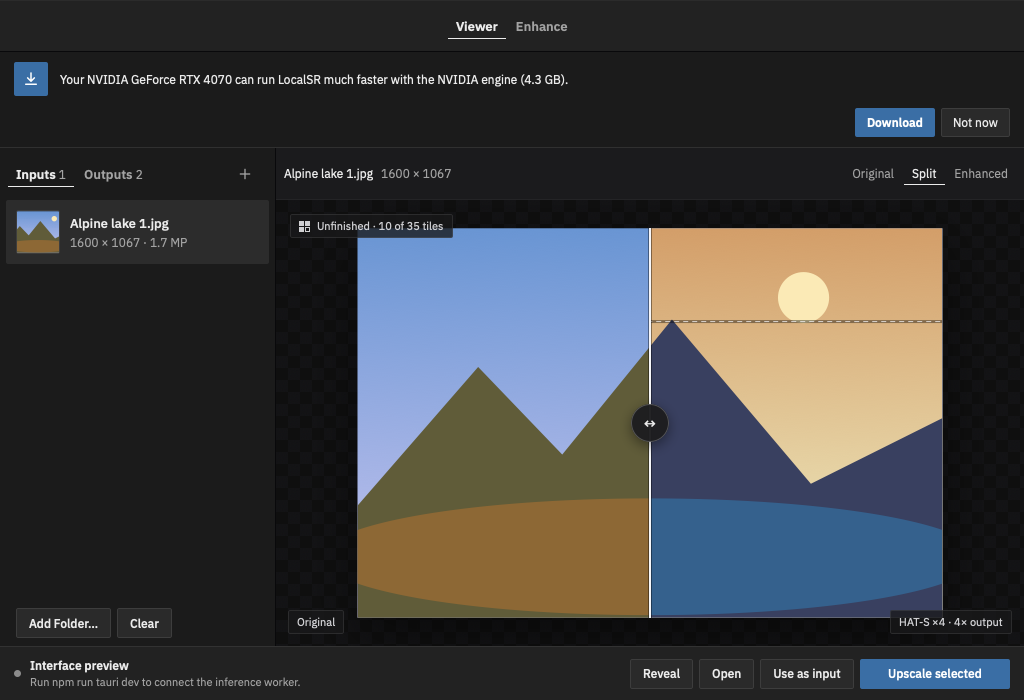 Viewer Enhance
Your NVIDIA GeForce RTX 4070 can run LocalSR much faster with the NVIDIA engine (4.3 GB).
Download Not now
Inputs 1 Outputs 2
Alpine lake 1.jpg 1600 × 1067 Original Split Enhanced
Alpine lake 1.jpg
1600 × 1067 · 1.7 MP
Unfinished · 10 of 35 tiles
Original HAT-S ×4 · 4× output
Add Folder... Clear
Interface preview
Run npm run tauri dev to connect the inference worker.
Reveal Open Use as input Upscale selected